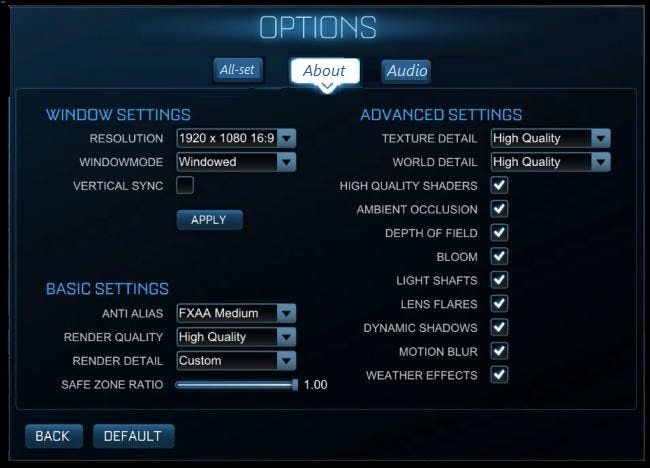 OPTIONS
All-set About Audio
WINDOW SETTINGS
RESOLUTION 1920 x 1080 16:9
WINDOWMODE Windowed
VERTICAL SYNC
APPLY
BASIC SETTINGS
ANTI ALIAS FXAA Medium
RENDER QUALITY High Quality
RENDER DETAIL Custom
SAFE ZONE RATIO 1.00
ADVANCED SETTINGS
TEXTURE DETAIL High Quality
WORLD DETAIL High Quality
HIGH QUALITY SHADERS
AMBIENT OCCLUSION
DEPTH OF FIELD
BLOOM
LIGHT SHAFTS
LENS FLARES
DYNAMIC SHADOWS
MOTION BLUR
WEATHER EFFECTS
BACK DEFAULT